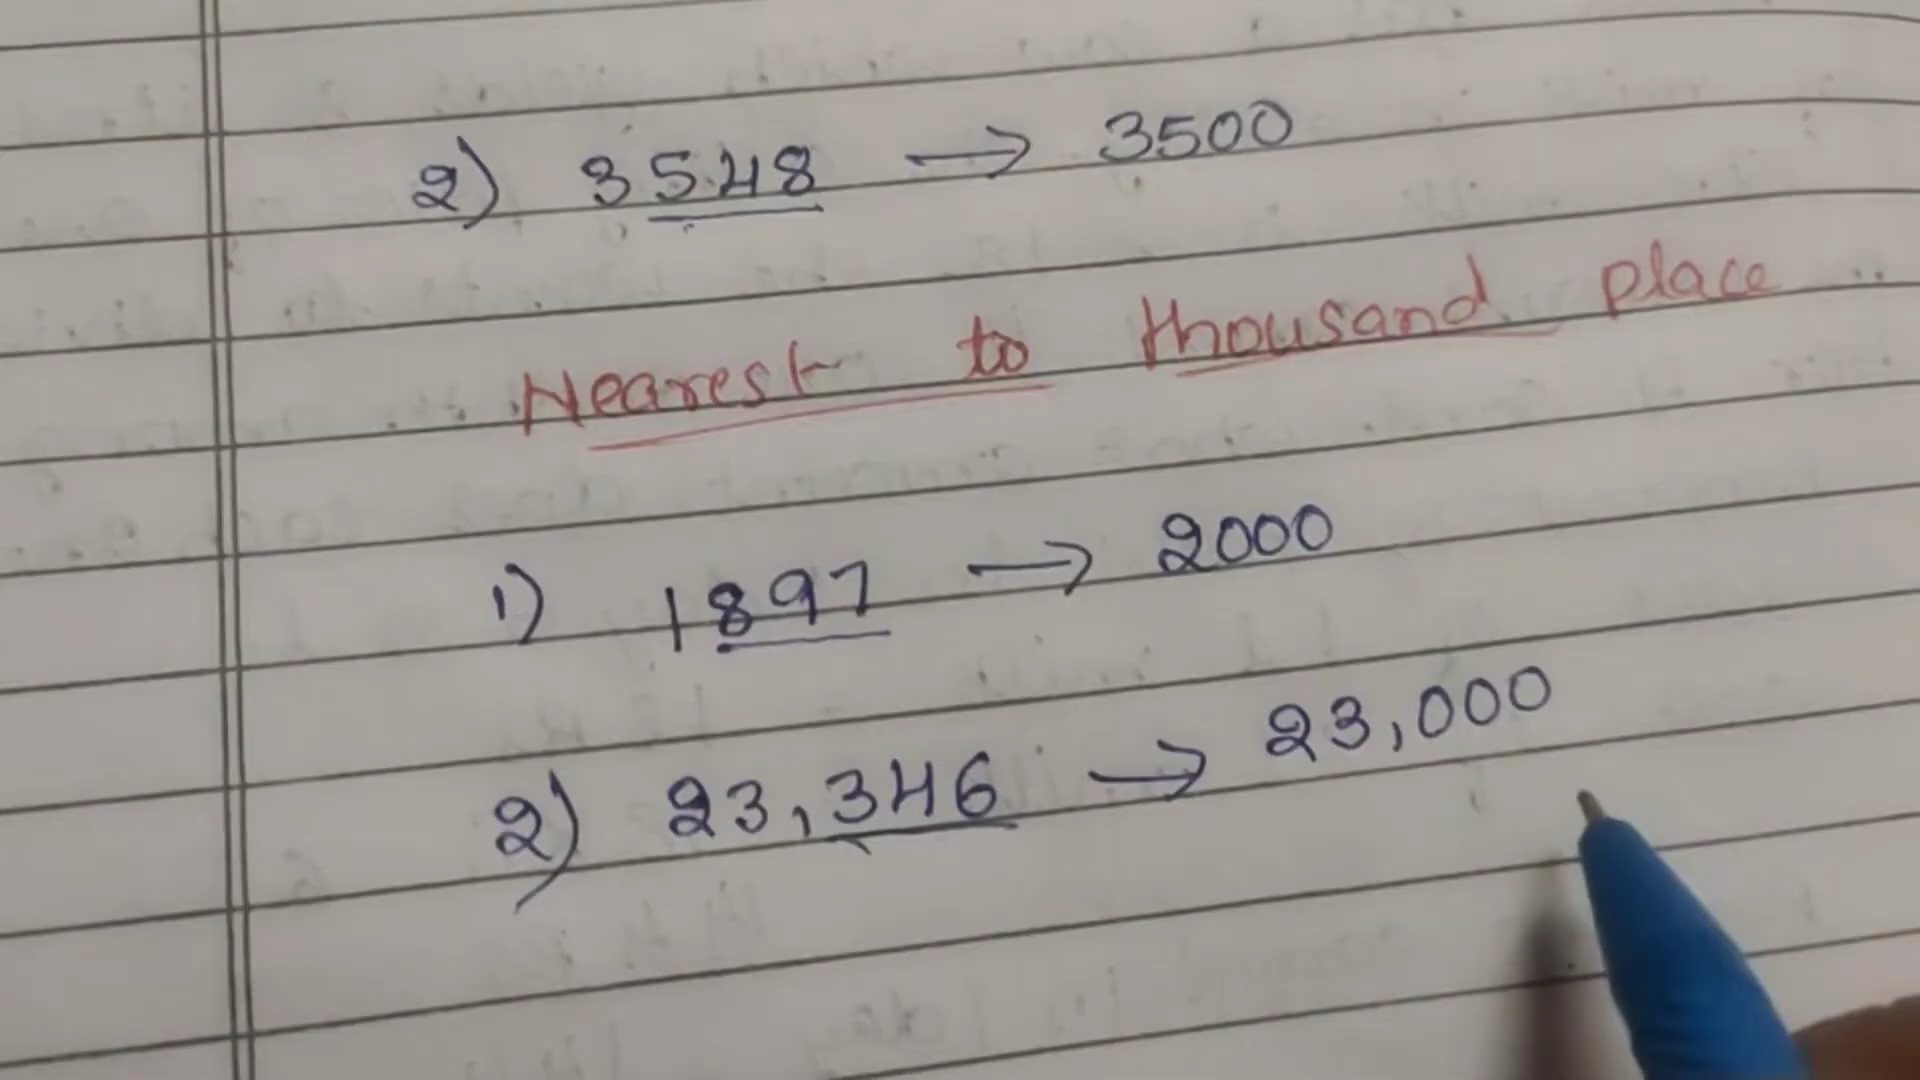 2) 3548 → 3500
Nearest to thousand place
1) 1897 → 2000
2) 23,346 → 23,000